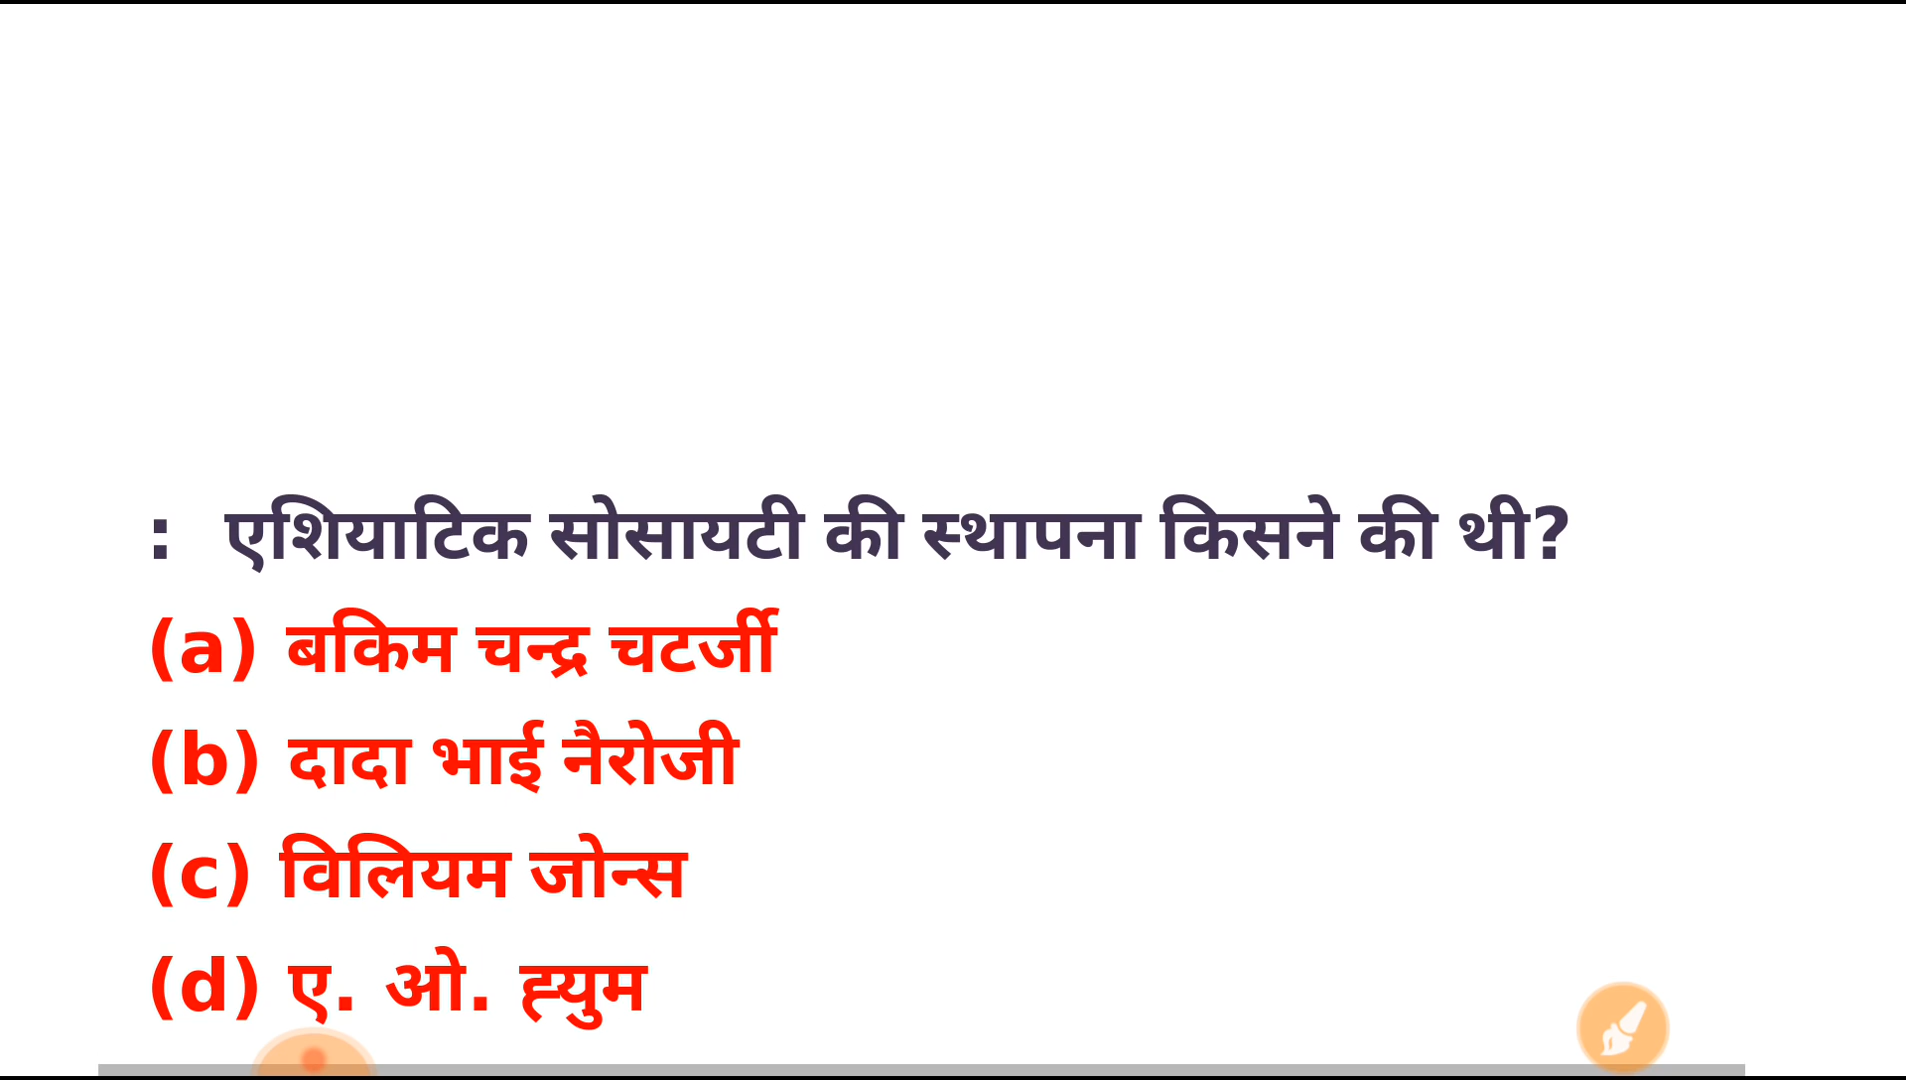 : एशियाटिक सोसायटी की स्थापना किसने की थी?
(a) बकिम चन्द्र चटर्जी
(b) दादा भाई नैरोजी
(c) विलियम जोन्स
(d) ए. ओ. ह्युम